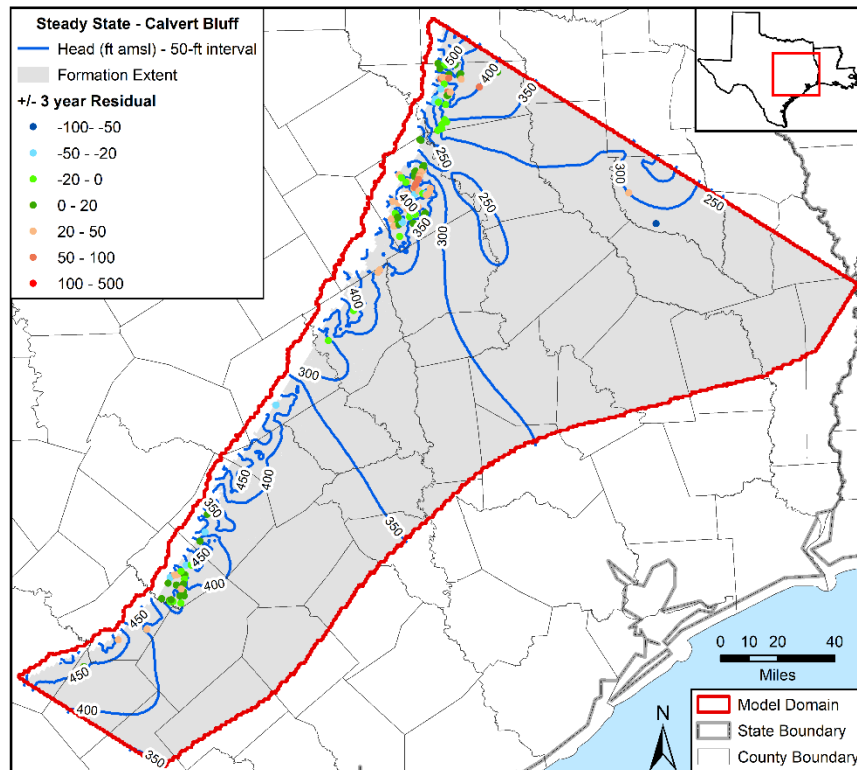 Steady State - Calvert Bluff
Head (ft amsl) - 50-ft interval
Formation Extent
+/- 3 year Residual
-100- -50
-50 - -20
-20 - 0
0 - 20
20 - 50
50 - 100
100 - 500
500
400
350
250
300
250
250
400
350
300
400
300
450
400
350
350
450
400
450
450
400
350
0 10 20 40
Miles
N
Model Domain
State Boundary
County Boundary